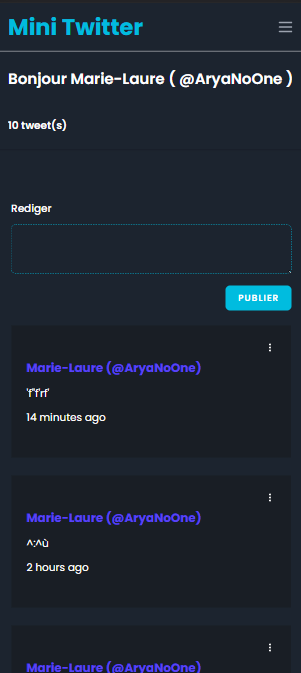 Mini Twitter
Bonjour Marie-Laure ( @AryaNoOne )
10 tweet(s)
Rediger
PUBLIER
Marie-Laure (@AryaNoOne)
'f"f'rf'
14 minutes ago
Marie-Laure (@AryaNoOne)
^:^ù
2 hours ago
Marie-Laure (@AryaNoOne)